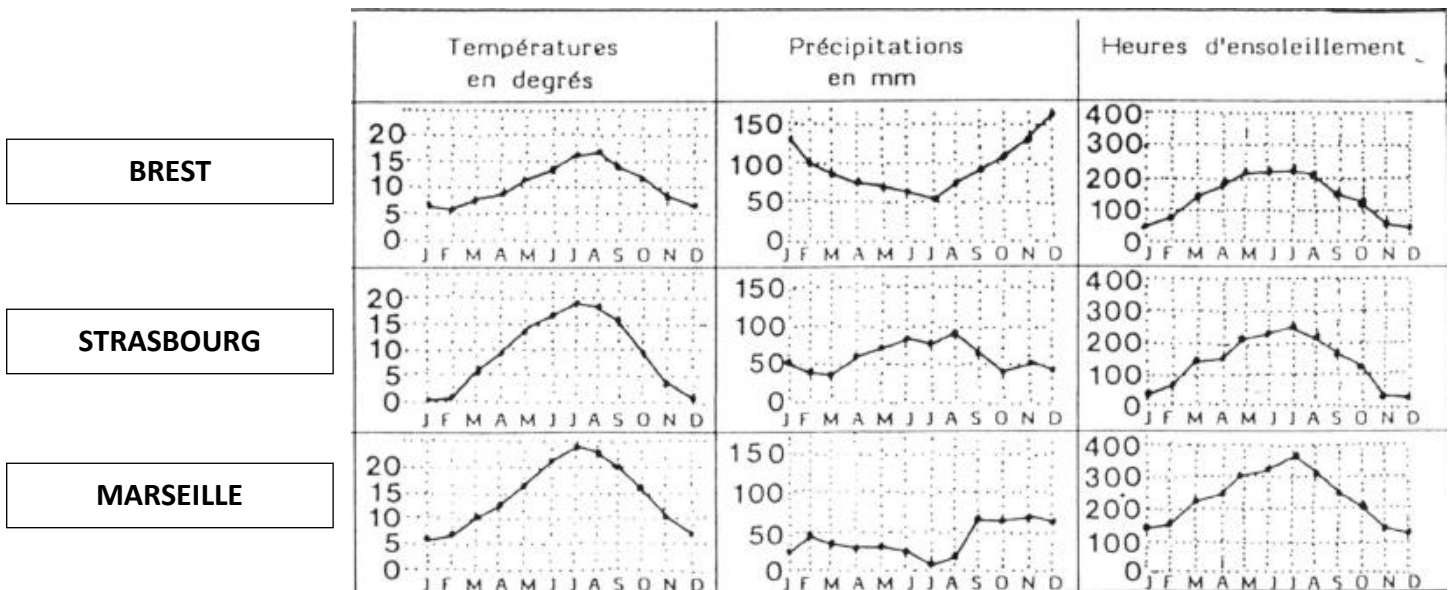 Températures
en degrés
Précipitations
en mm
Heures d'ensoleillement
BREST
20
15
10
5
0
J F M A M J J A S O N D
150
100
50
0
J F M A M J J A S O N D
400
300
200
100
0
J F M A M J J A S O N D
STRASBOURG
20
15
10
5
0
J F M A M J J A S O N D
150
100
50
0
J F M A M J J A S O N D
400
300
200
100
0
J F M A M J J A S O N D
MARSEILLE
20
15
10
5
0
J F M A M J J A S O N D
150
100
50
0
J F M A M J J A S O N D
400
300
200
100
0
J F M A M J J A S O N D